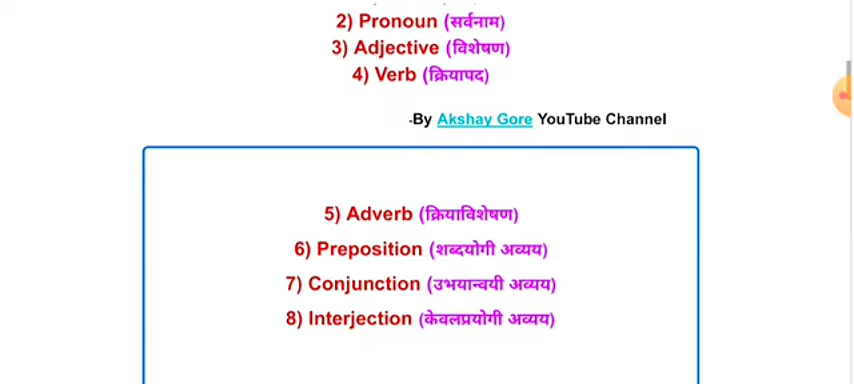 2) Pronoun (सर्वनाम)
3) Adjective (विशेषण)
4) Verb (क्रियापद)
-By Akshay Gore YouTube Channel
5) Adverb (क्रियाविशेषण)
6) Preposition (शब्दयोगी अव्यय)
7) Conjunction (उभयान्वयी अव्यय)
8) Interjection (केवलप्रयोगी अव्यय)